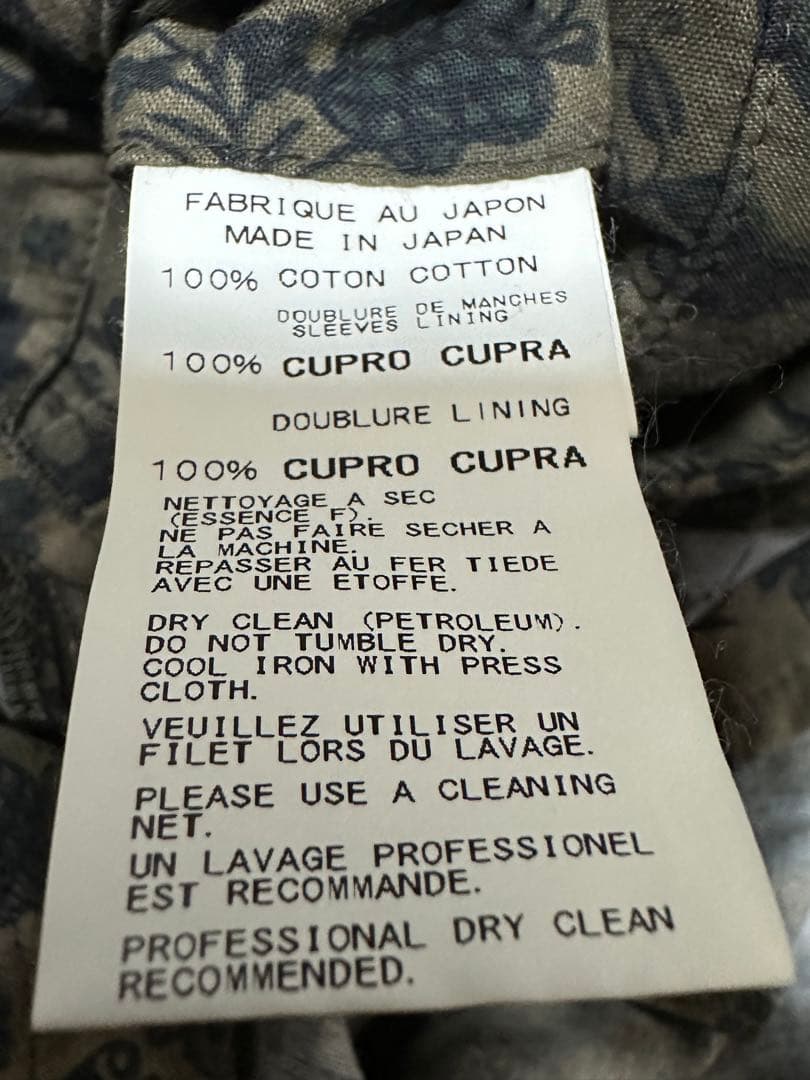 FABRIQUE AU JAPON
MADE IN JAPAN
100% COTON COTTON
DOUBLURE DE MANCHES
SLEEVES LINING
100% CUPRO CUPRA
DOUBLURE LINING
100% CUPRO CUPRA
NETTOYAGE A SEC
(ESSENCE F).
NE PAS FAIRE SECHER A
LA MACHINE.
REPASSER AU FER TIEDE
AVEC UNE ETOFFE.
DRY CLEAN (PETROLEUM).
DO NOT TUMBLE DRY.
COOL IRON WITH PRESS
CLOTH.
VEUILLEZ UTILISER UN
FILET LORS DU LAVAGE.
PLEASE USE A CLEANING
NET.
UN LAVAGE PROFESSIONEL
EST RECOMMANDE.
PROFESSIONAL DRY CLEAN
RECOMMENDED.